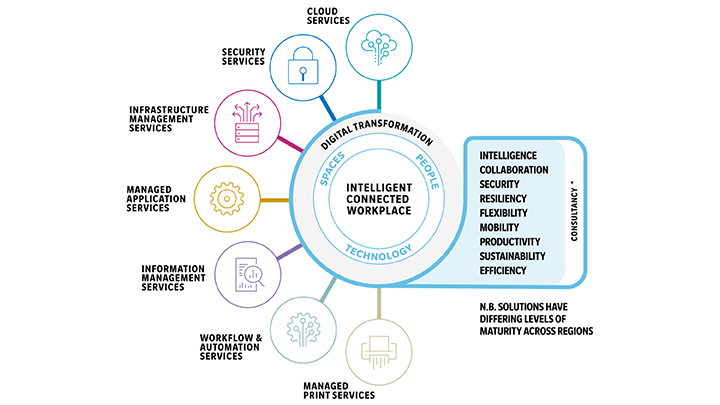 CLOUD
SERVICES
SECURITY
SERVICES
INFRASTRUCTURE
MANAGEMENT
SERVICES
MANAGED
APPLICATION
SERVICES
INFORMATION
MANAGEMENT
SERVICES
WORKFLOW &
AUTOMATION
SERVICES
MANAGED
PRINT SERVICES
DIGITAL TRANSFORMATION
SPACES
PEOPLE
TECHNOLOGY
INTELLIGENT
CONNECTED
WORKPLACE
INTELLIGENCE
COLLABORATION
SECURITY
RESILIENCY
FLEXIBILITY
MOBILITY
PRODUCTIVITY
SUSTAINABILITY
EFFICIENCY
CONSULTANCY *
N.B. SOLUTIONS HAVE
DIFFERING LEVELS OF
MATURITY ACROSS REGIONS